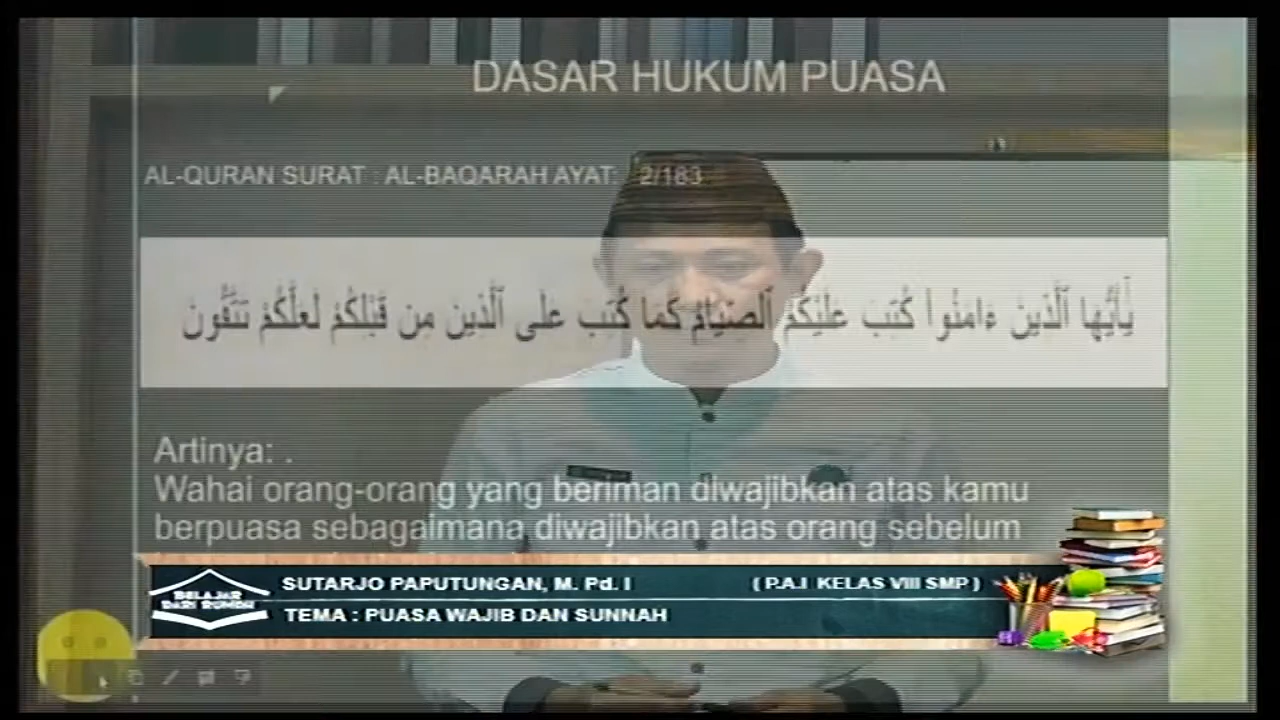 DASAR HUKUM PUASA
AL-QURAN SURAT : AL-BAQARAH AYAT: 2/183
يَٰٓأَيُّهَا ٱلَّذِينَ ءَامَنُواْ كُتِبَ عَلَيْكُمُ ٱلصِّيَامُ كَمَا كُتِبَ عَلَى ٱلَّذِينَ مِن قَبْلِكُمْ لَعَلَّكُمْ تَتَّقُونَ
Artinya: .
Wahai orang-orang yang beriman diwajibkan atas kamu
berpuasa sebagaimana diwajibkan atas orang sebelum
BELAJAR
DARI RUMAH
SUTARJO PAPUTUNGAN, M. Pd. I
( P.A.I KELAS VIII SMP )
TEMA : PUASA WAJIB DAN SUNNAH